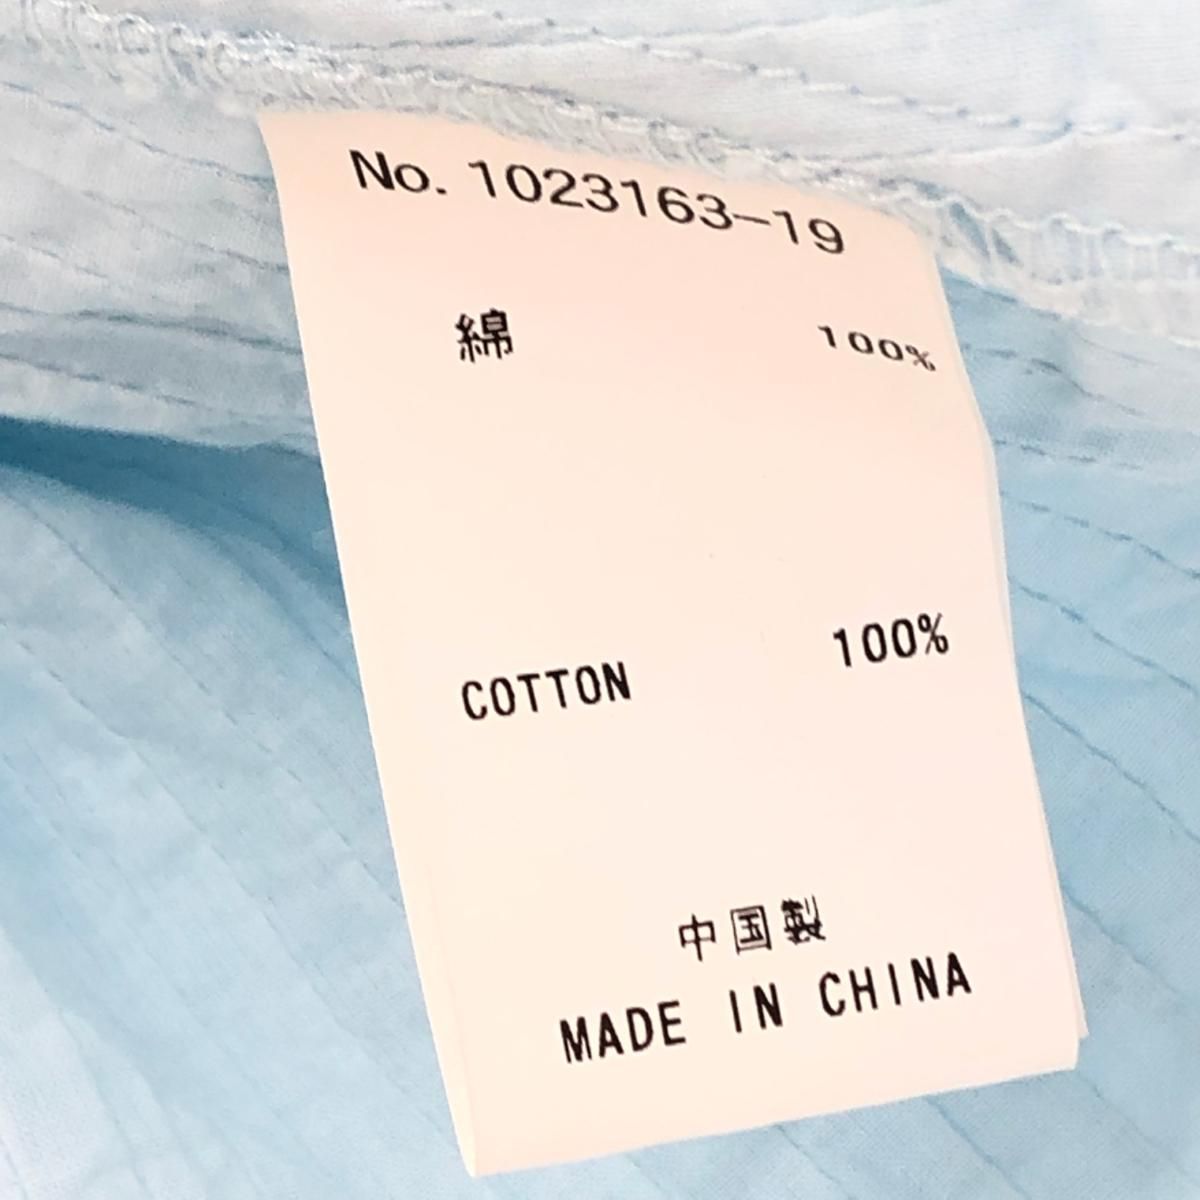 No. 1023163-19
綿 100%
COTTON 100%
中国製
MADE IN CHINA